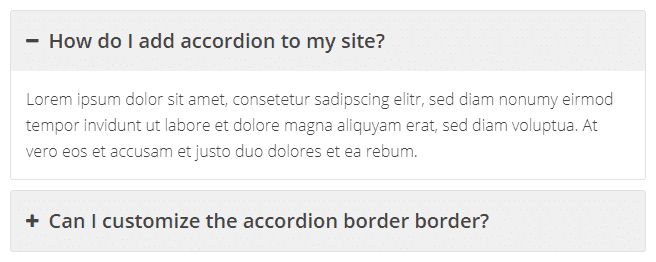 How do I add accordion to my site?
Lorem ipsum dolor sit amet, consetetur sadipscing elitr, sed diam nonumy eirmod
tempor invidunt ut labore et dolore magna aliquyam erat, sed diam voluptua. At
vero eos et accusam et justo duo dolores et ea rebum.
Can I customize the accordion border border?